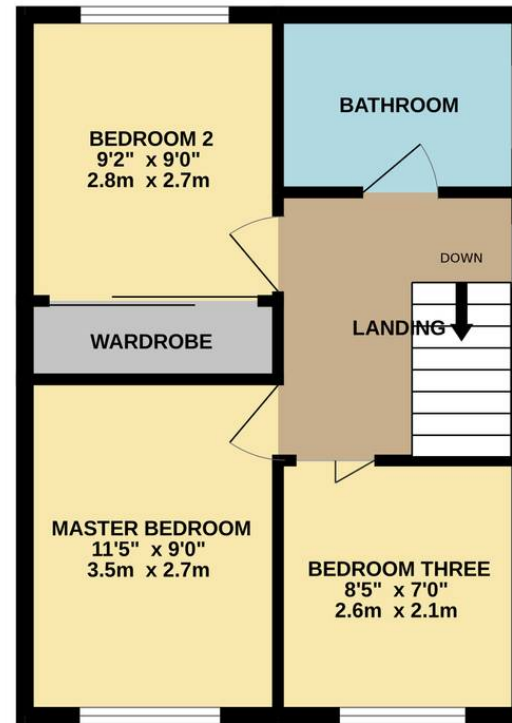 BEDROOM 2
9'2" x 9'0"
2.8m x 2.7m
BATHROOM
DOWN
LANDING
WARDROBE
MASTER BEDROOM
11'5" x 9'0"
3.5m x 2.7m
BEDROOM THREE
8'5" x 7'0"
2.6m x 2.1m